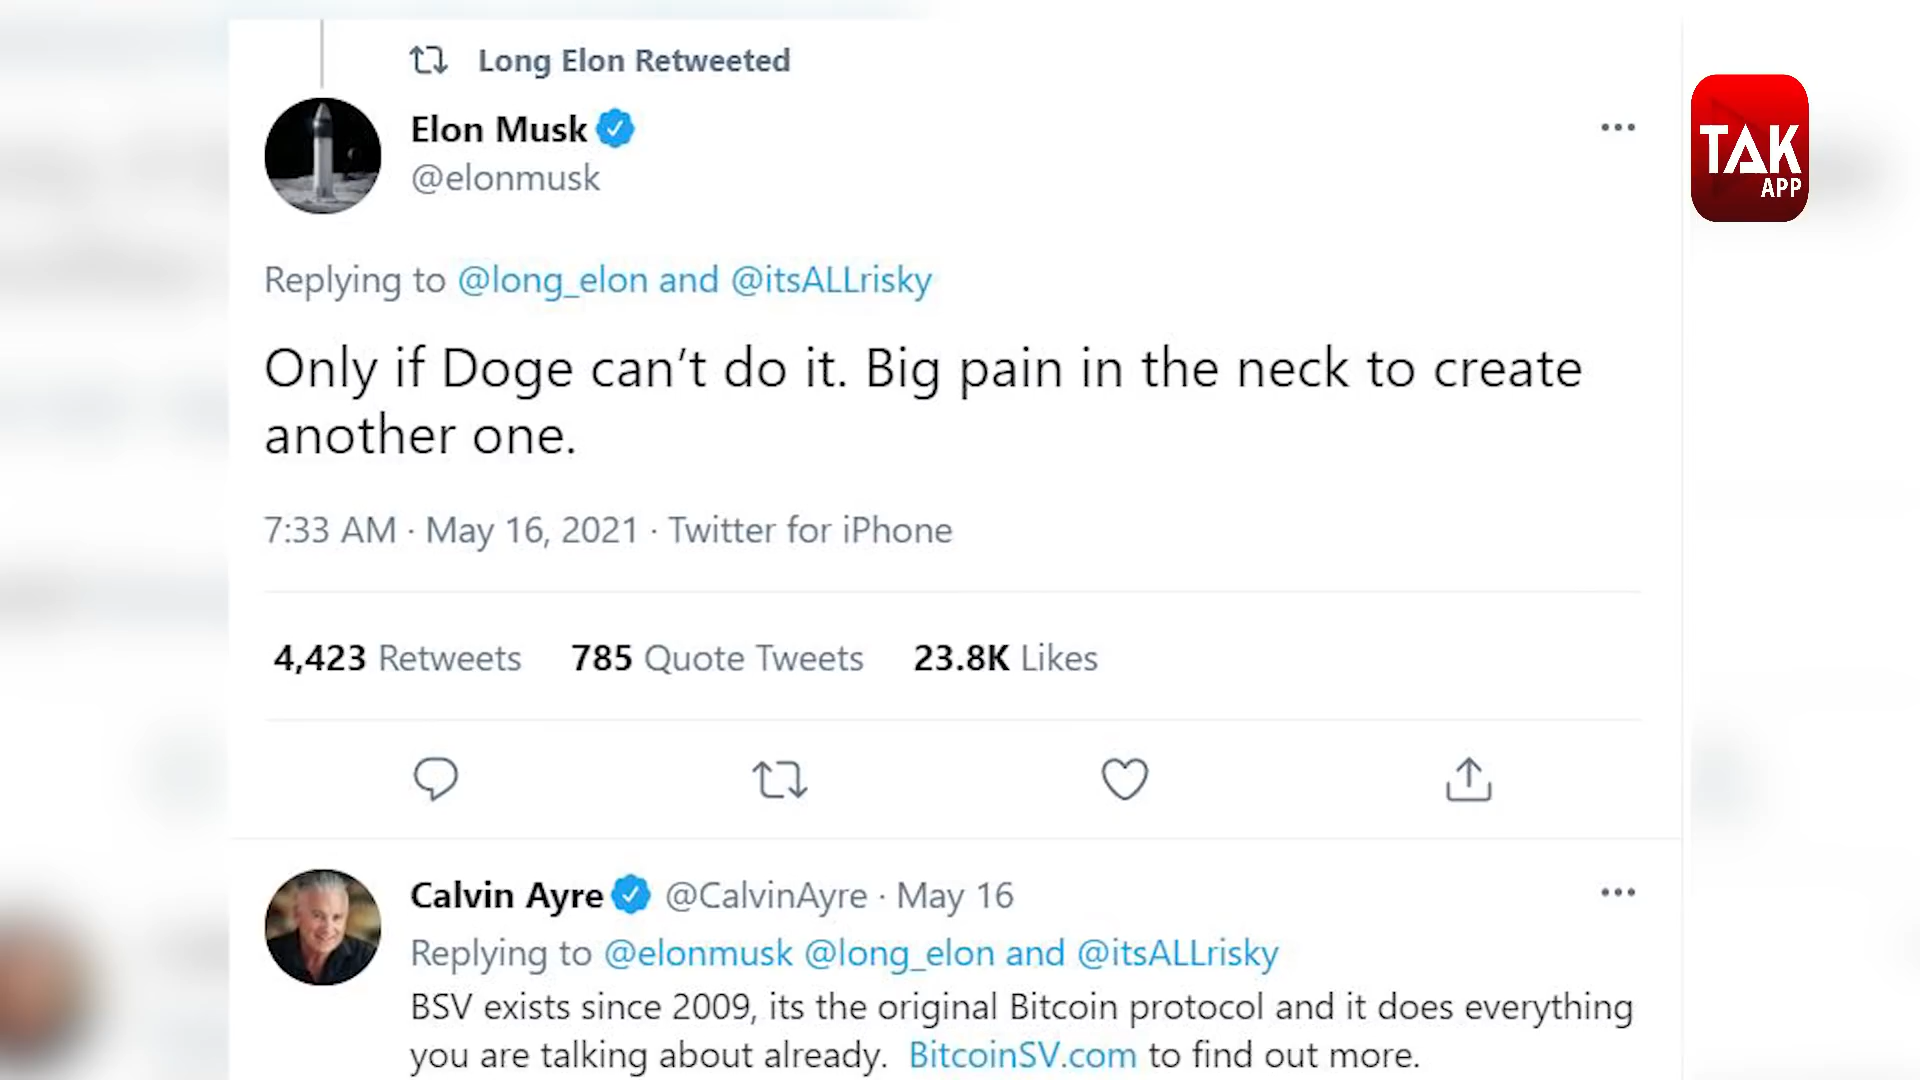 Long Elon Retweeted
Elon Musk
@elonmusk
TAK
APP
Replying to @long_elon and @itsALLrisky
Only if Doge can’t do it. Big pain in the neck to create
another one.
7:33 AM · May 16, 2021 · Twitter for iPhone
4,423 Retweets 785 Quote Tweets 23.8K Likes
Calvin Ayre @CalvinAyre · May 16
Replying to @elonmusk @long_elon and @itsALLrisky
BSV exists since 2009, its the original Bitcoin protocol and it does everything
you are talking about already. BitcoinSV.com to find out more.